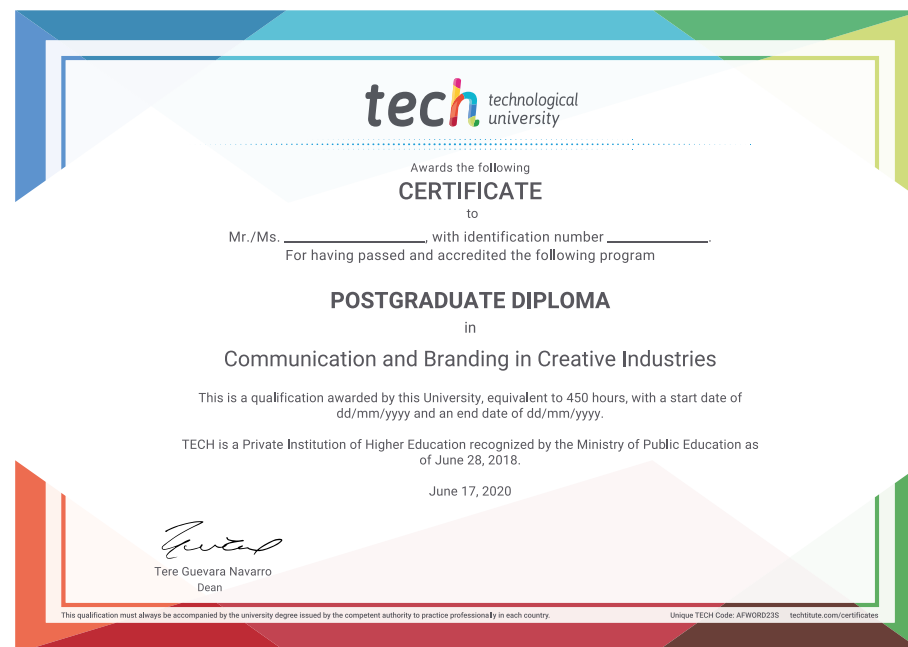 tech technological
university
Awards the following
CERTIFICATE
to
Mr./Ms. ____________________, with identification number ______________.
For having passed and accredited the following program
POSTGRADUATE DIPLOMA
in
Communication and Branding in Creative Industries
This is a qualification awarded by this University, equivalent to 450 hours, with a start date of
dd/mm/yyyy and an end date of dd/mm/yyyy.
TECH is a Private Institution of Higher Education recognized by the Ministry of Public Education as
of June 28, 2018.
June 17, 2020
Tere Guevara Navarro
Dean
This qualification must always be accompanied by the university degree issued by the competent authority to practice professionally in each country. Unique TECH Code: AFWORD23S techtitute.com/certificates